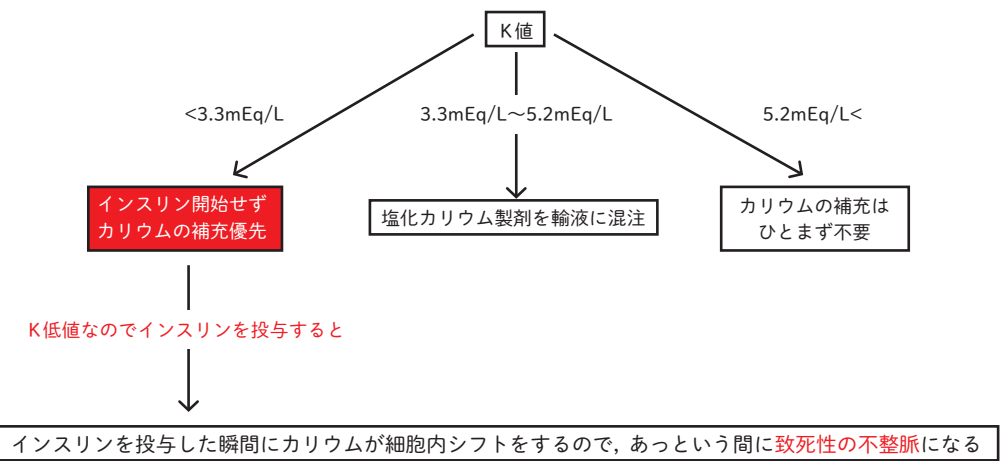 K値
<3.3mEq/L
3.3mEq/L〜5.2mEq/L
5.2mEq/L<
インスリン開始せず
カリウムの補充優先
塩化カリウム製剤を輸液に混注
カリウムの補充は
ひとまず不要
K低値なのでインスリンを投与すると
インスリンを投与した瞬間にカリウムが細胞内シフトをするので，あっという間に致死性の不整脈になる